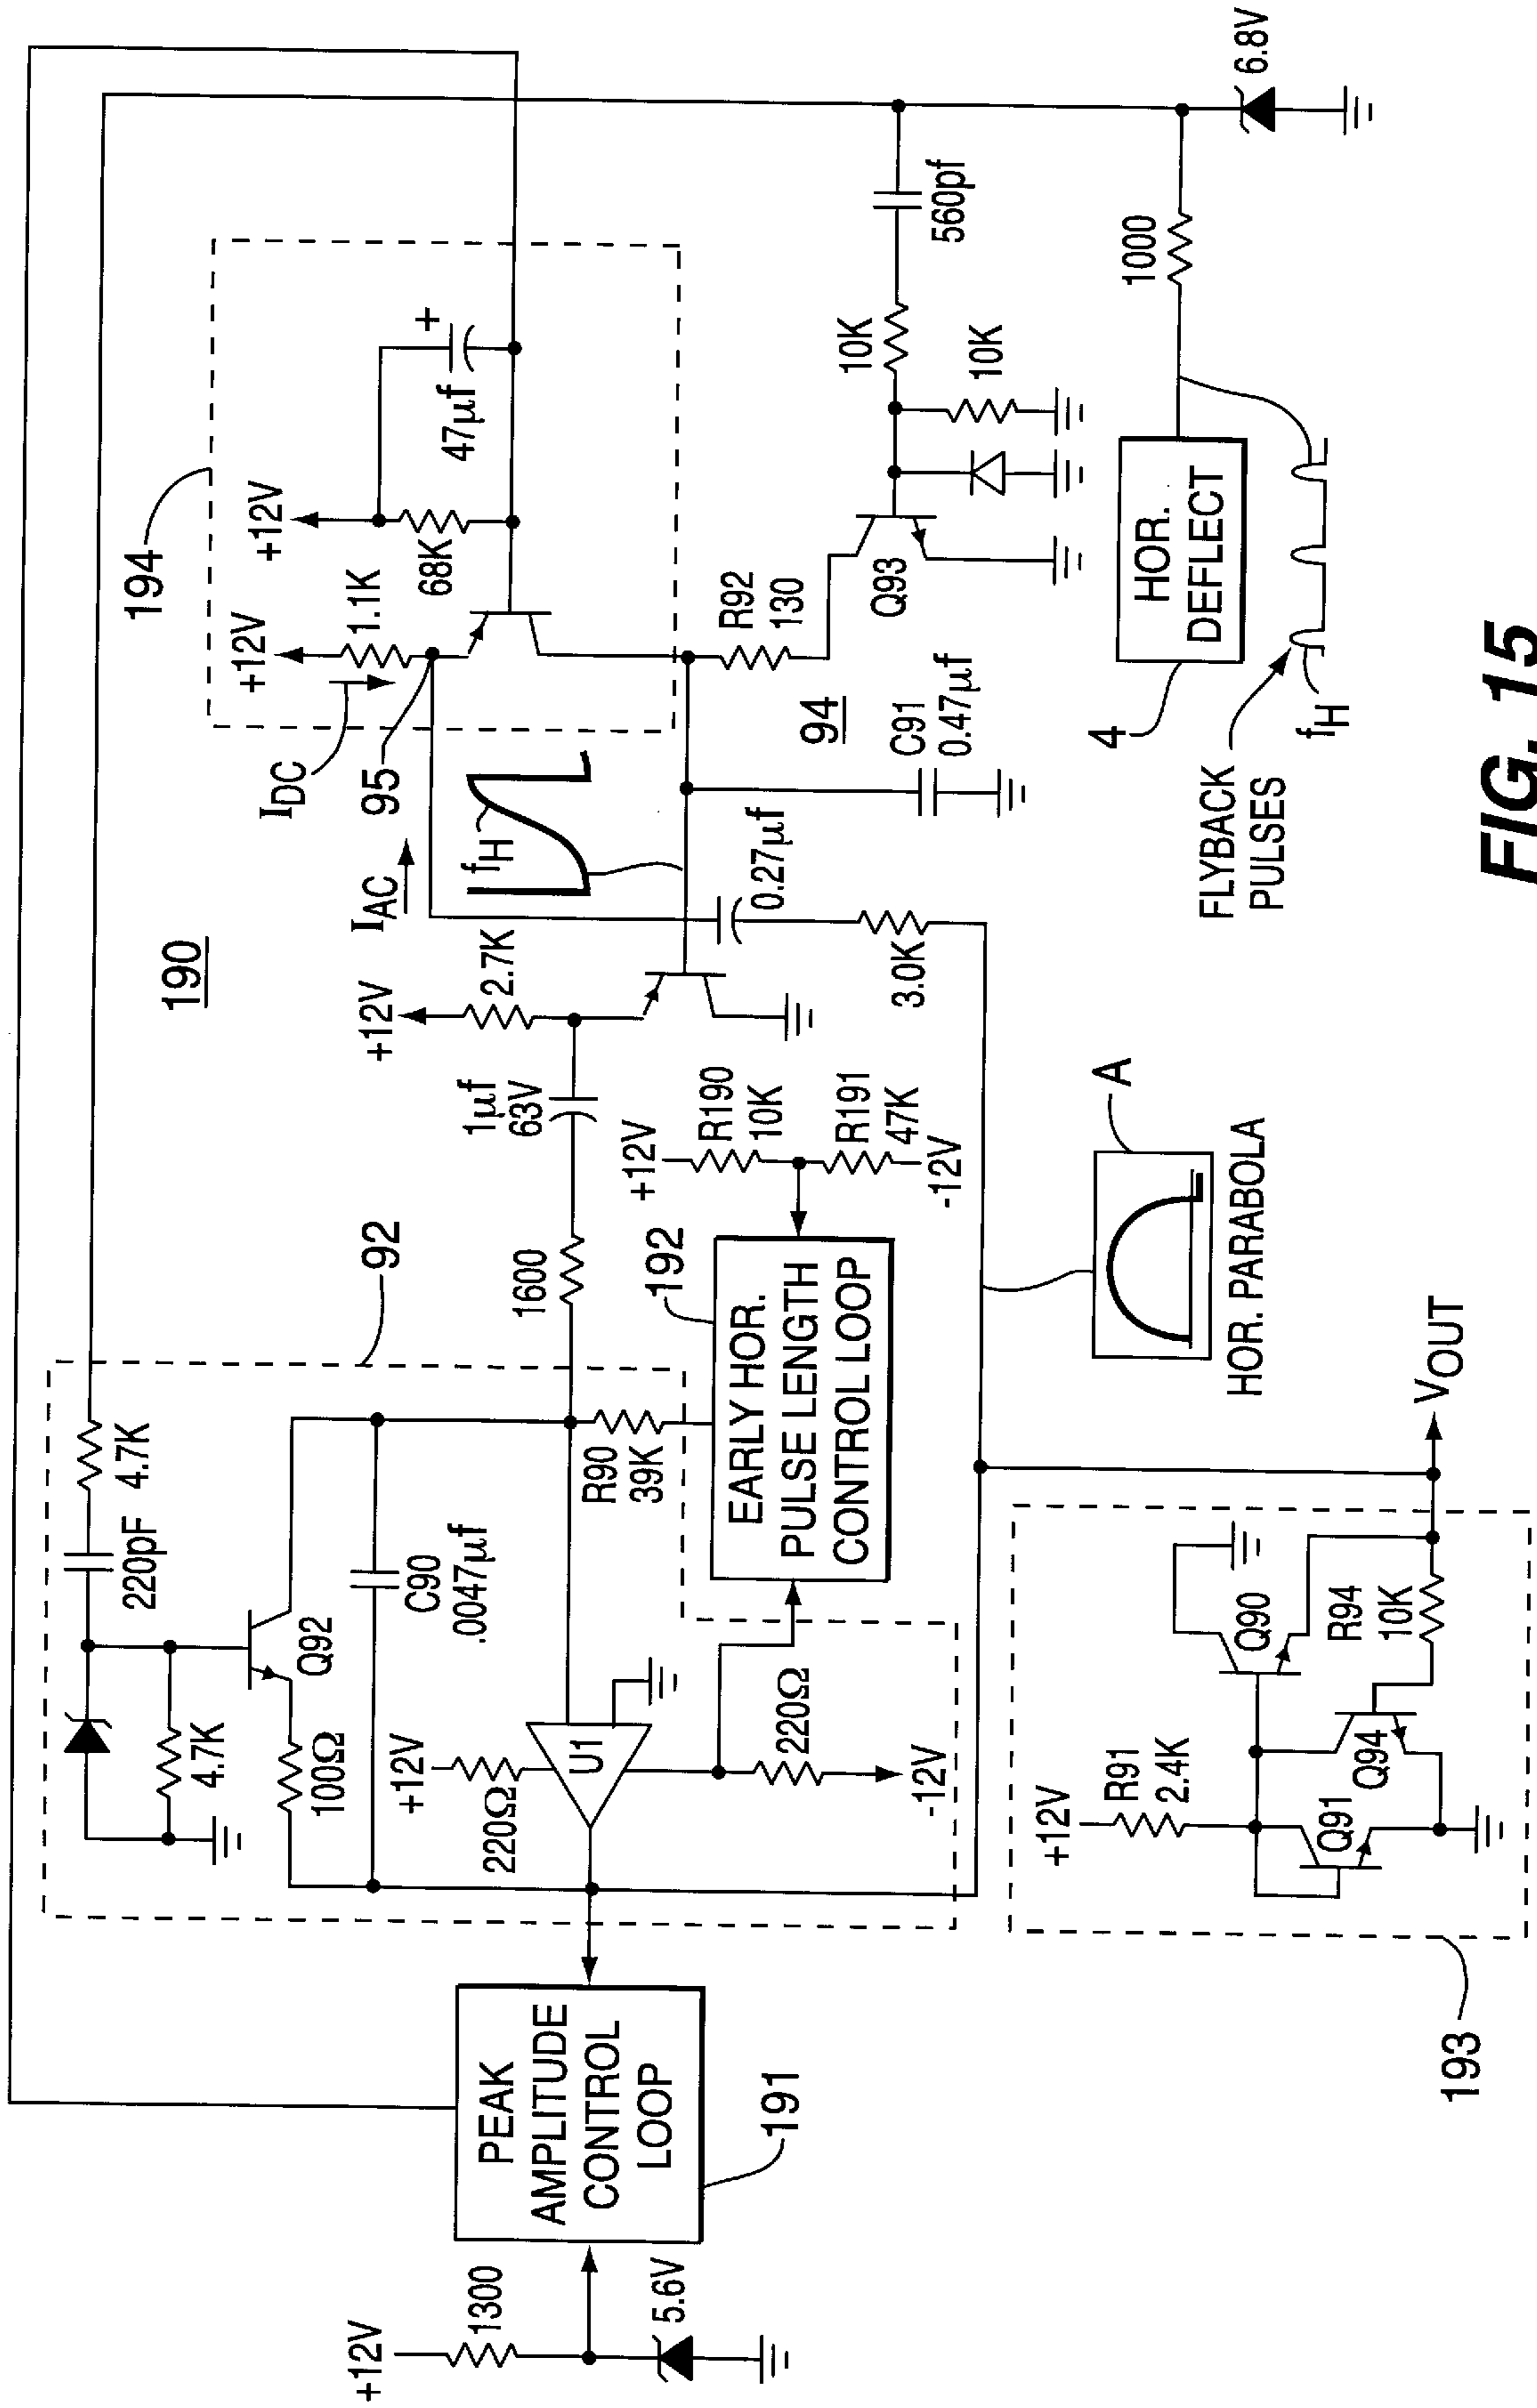 190
194
92
+12V
1.1K
+12V
68K
47µf
+
I_DC
95
I_AC
f_H
+12V
2.7K
1µf
63V
1600
0.27µf
3.0K
94
C91
0.47µf
R92
130
Q93
10K
10K
560pf
1000
6.8V
4
HOR.
DEFLECT
FLYBACK
PULSES
f_H
4.7K
220pF
4.7K
Q92
100Ω
C90
.0047µf
R90
39K
+12V
220Ω
U1
220Ω
-12V
192
EARLY HOR.
PULSE LENGTH
CONTROL LOOP
+12V
R190
10K
R191
47K
-12V
A
HOR. PARABOLA
V_OUT
PEAK
AMPLITUDE
CONTROL
LOOP
191
+12V
1300
5.6V
193
+12V
R91
2.4K
Q91
Q94
Q90
R94
10K
FIG. 15